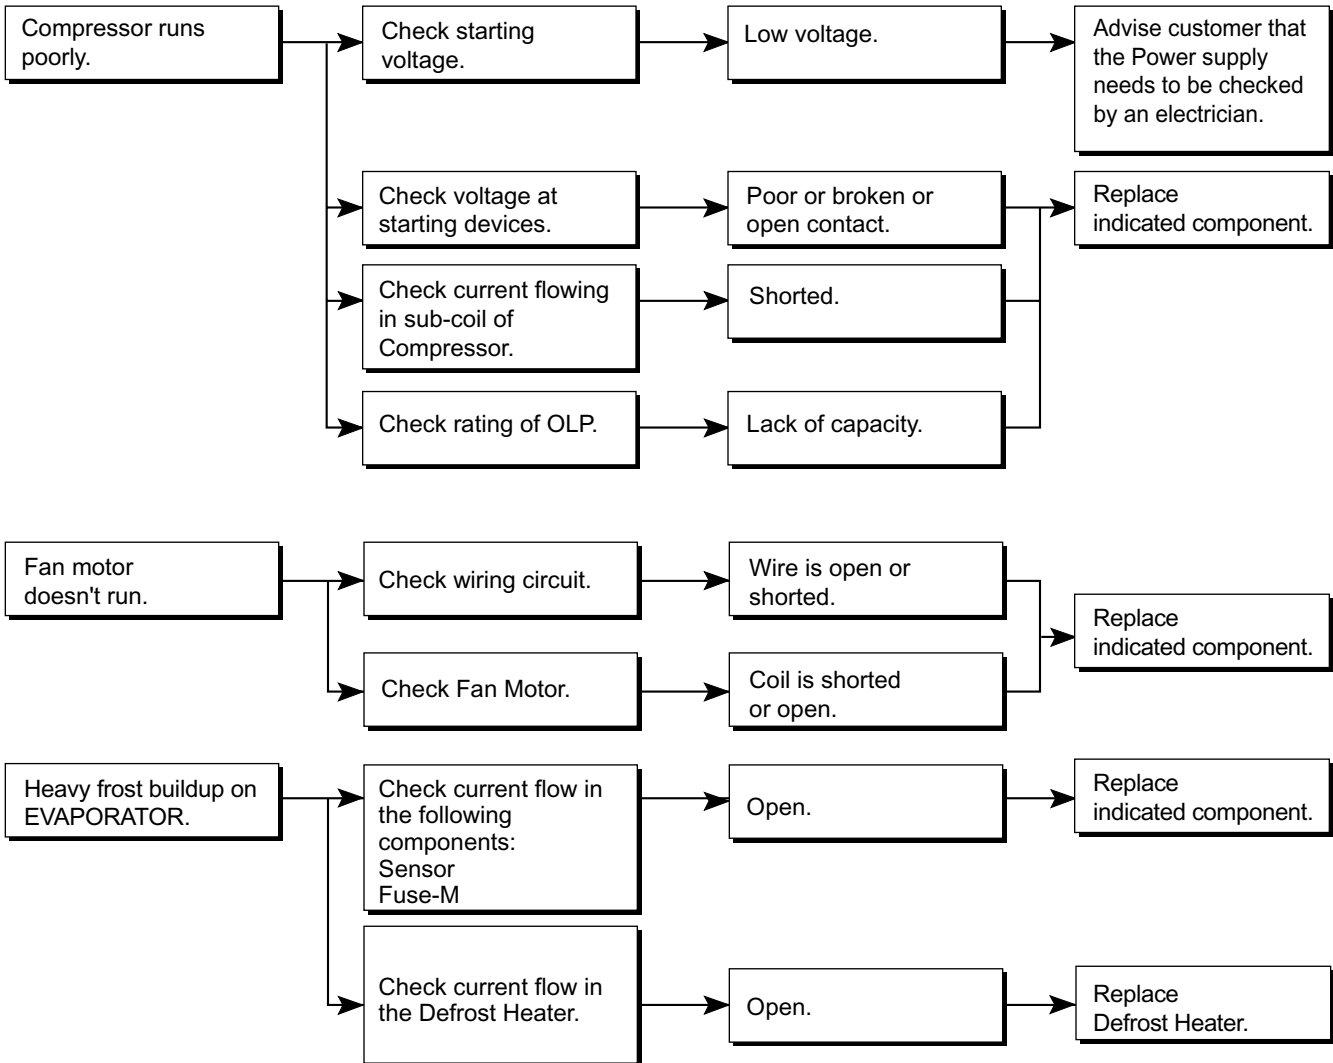 Compressor runs
poorly.
Check starting
voltage.
Low voltage.
Advise customer that
the Power supply
needs to be checked
by an electrician.
Check voltage at
starting devices.
Poor or broken or
open contact.
Replace
indicated component.
Check current flowing
in sub-coil of
Compressor.
Shorted.
Check rating of OLP.
Lack of capacity.
Fan motor
doesn't run.
Check wiring circuit.
Wire is open or
shorted.
Replace
indicated component.
Check Fan Motor.
Coil is shorted
or open.
Heavy frost buildup on
EVAPORATOR.
Check current flow in
the following
components:
Sensor
Fuse-M
Open.
Replace
indicated component.
Check current flow in
the Defrost Heater.
Open.
Replace
Defrost Heater.